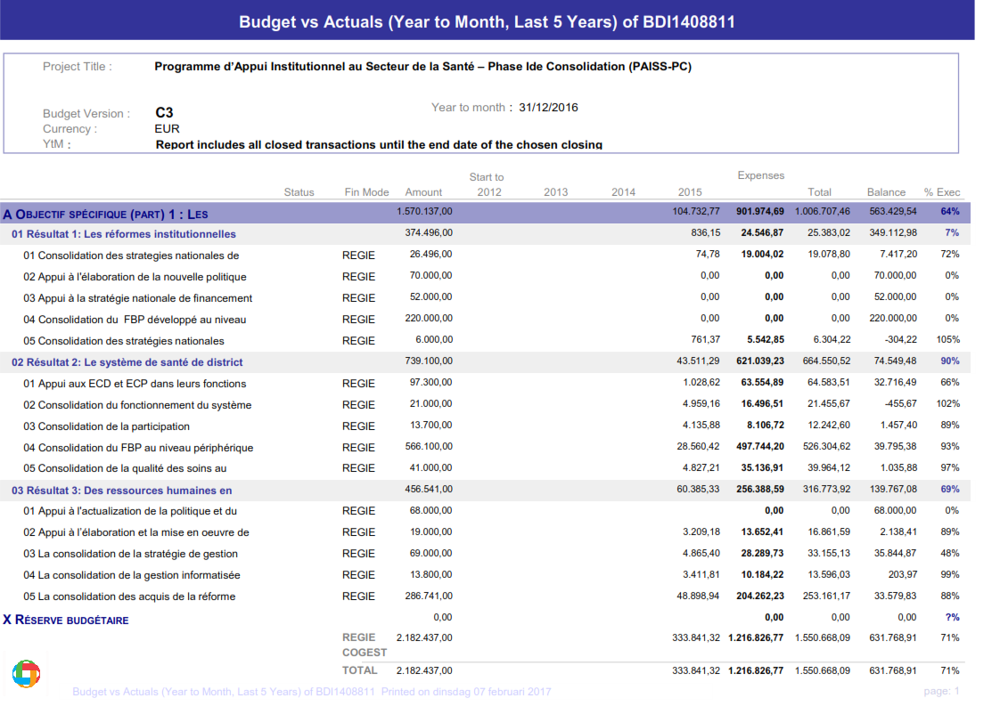 Budget vs Actuals (Year to Month, Last 5 Years) of BDI1408811
Project Title : Programme d'Appui Institutionnel au Secteur de la Santé – Phase Ide Consolidation (PAISS-PC)
Year to month : 31/12/2016
Budget Version : C3
Currency : EUR
YtM : Report includes all closed transactions until the end date of the chosen closing
Start to Expenses
Status Fin Mode Amount 2012 2013 2014 2015 Total Balance % Exec
A OBJECTIF SPÉCIFIQUE (PART) 1 : LES 1.570.137,00 104.732,77 901.974,69 1.006.707,46 563.429,54 64%
01 Résultat 1: Les réformes institutionnelles 374.496,00 836,15 24.546,87 25.383,02 349.112,98 7%
01 Consolidation des strategies nationales de REGIE 26.496,00 74,78 19.004,02 19.078,80 7.417,20 72%
02 Appui à l'élaboration de la nouvelle politique REGIE 70.000,00 0,00 0,00 0,00 70.000,00 0%
03 Appui à la stratégie nationale de financement REGIE 52.000,00 0,00 0,00 0,00 52.000,00 0%
04 Consolidation du FBP développé au niveau REGIE 220.000,00 0,00 0,00 0,00 220.000,00 0%
05 Consolidation des stratégies nationales REGIE 6.000,00 761,37 5.542,85 6.304,22 -304,22 105%
02 Résultat 2: Le système de santé de district 739.100,00 43.511,29 621.039,23 664.550,52 74.549,48 90%
01 Appui aux ECD et ECP dans leurs fonctions REGIE 97.300,00 1.028,62 63.554,89 64.583,51 32.716,49 66%
02 Consolidation du fonctionnement du système REGIE 21.000,00 4.959,16 16.496,51 21.455,67 -455,67 102%
03 Consolidation de la participation REGIE 13.700,00 4.135,88 8.106,72 12.242,60 1.457,40 89%
04 Consolidation du FBP au niveau périphérique REGIE 566.100,00 28.560,42 497.744,20 526.304,62 39.795,38 93%
05 Consolidation de la qualité des soins au REGIE 41.000,00 4.827,21 35.136,91 39.964,12 1.035,88 97%
03 Résultat 3: Des ressources humaines en 456.541,00 60.385,33 256.388,59 316.773,92 139.767,08 69%
01 Appui à l'actualization de la politique et du REGIE 68.000,00 0,00 0,00 68.000,00 0%
02 Appui à l'élaboration et la mise en oeuvre de REGIE 19.000,00 3.209,18 13.652,41 16.861,59 2.138,41 89%
03 La consolidation de la stratégie de gestion REGIE 69.000,00 4.865,40 28.289,73 33.155,13 35.844,87 48%
04 La consolidation de la gestion informatisée REGIE 13.800,00 3.411,81 10.184,22 13.596,03 203,97 99%
05 La consolidation des acquis de la réforme REGIE 286.741,00 48.898,94 204.262,23 253.161,17 33.579,83 88%
X RÉSERVE BUDGÉTAIRE 0,00 0,00 0,00 0,00 ?%
REGIE 2.182.437,00 333.841,32 1.216.826,77 1.550.668,09 631.768,91 71%
COGEST
TOTAL 2.182.437,00 333.841,32 1.216.826,77 1.550.668,09 631.768,91 71%
Budget vs Actuals (Year to Month, Last 5 Years) of BDI1408811 Printed on dinsdag 07 februari 2017 page: 1